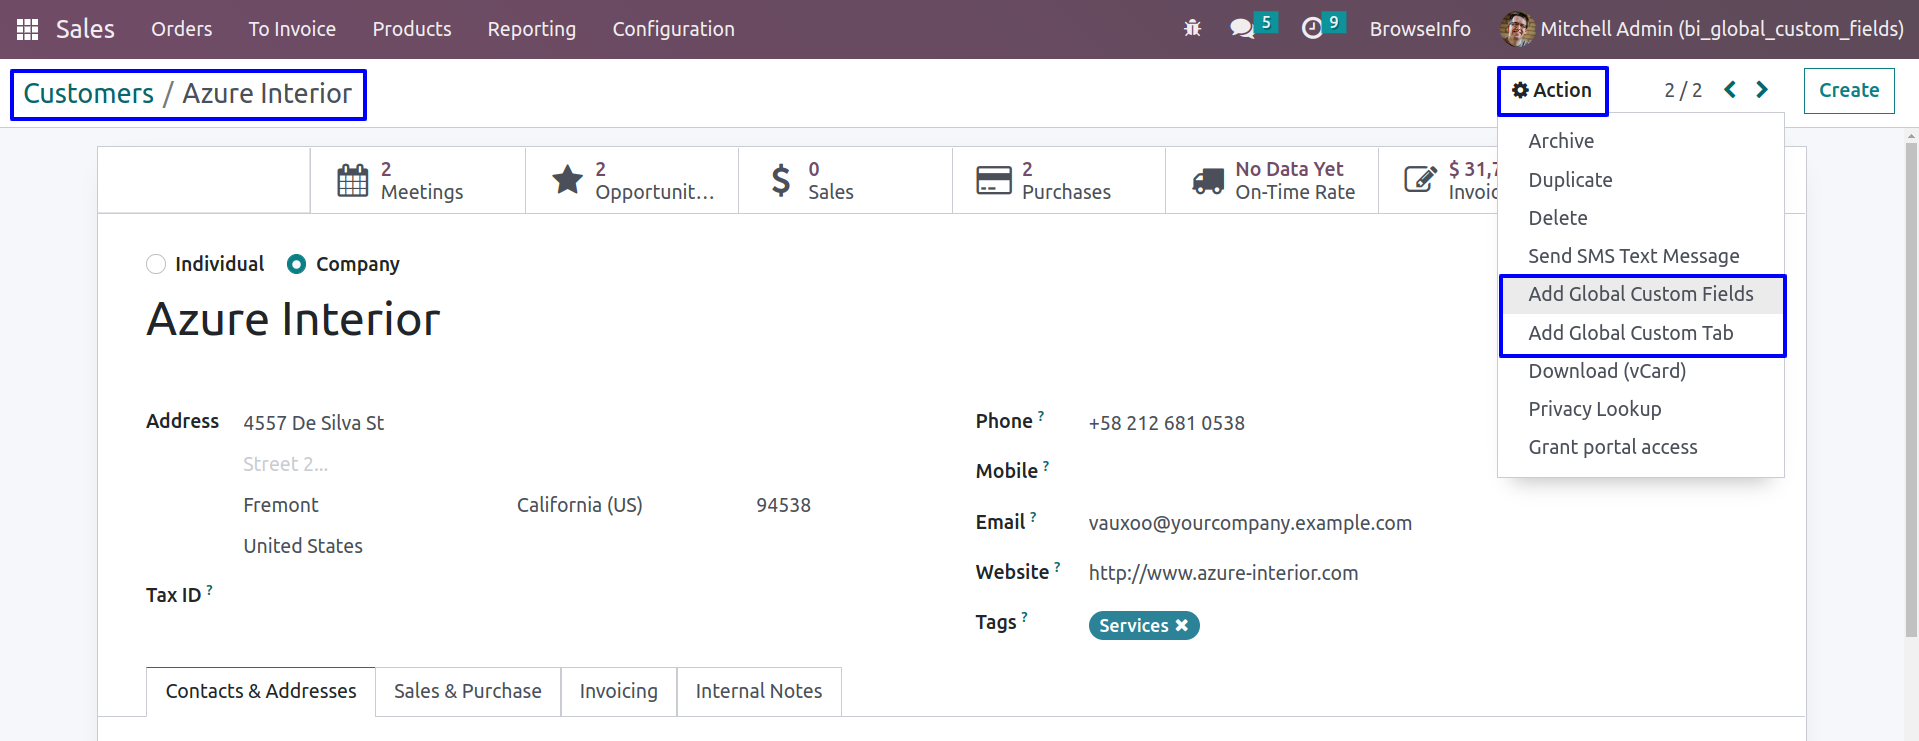 Sales Orders To Invoice Products Reporting Configuration 5 9 BrowseInfo Mitchell Admin (bi_global_custom_fields)
Customers / Azure Interior Action 2 / 2 Create
Archive
Duplicate
Delete
Send SMS Text Message
Add Global Custom Fields
Add Global Custom Tab
Download (vCard)
Privacy Lookup
Grant portal access
2
Meetings
2
Opportunit...
0
Sales
2
Purchases
No Data Yet
On-Time Rate
$ 31,7
Invoic
Individual Company
Azure Interior
Address 4557 De Silva St
Street 2...
Fremont California (US) 94538
United States
Tax ID ?
Phone ? +58 212 681 0538
Mobile ?
Email ? vauxoo@yourcompany.example.com
Website ? http://www.azure-interior.com
Tags ? Services
Contacts & Addresses Sales & Purchase Invoicing Internal Notes